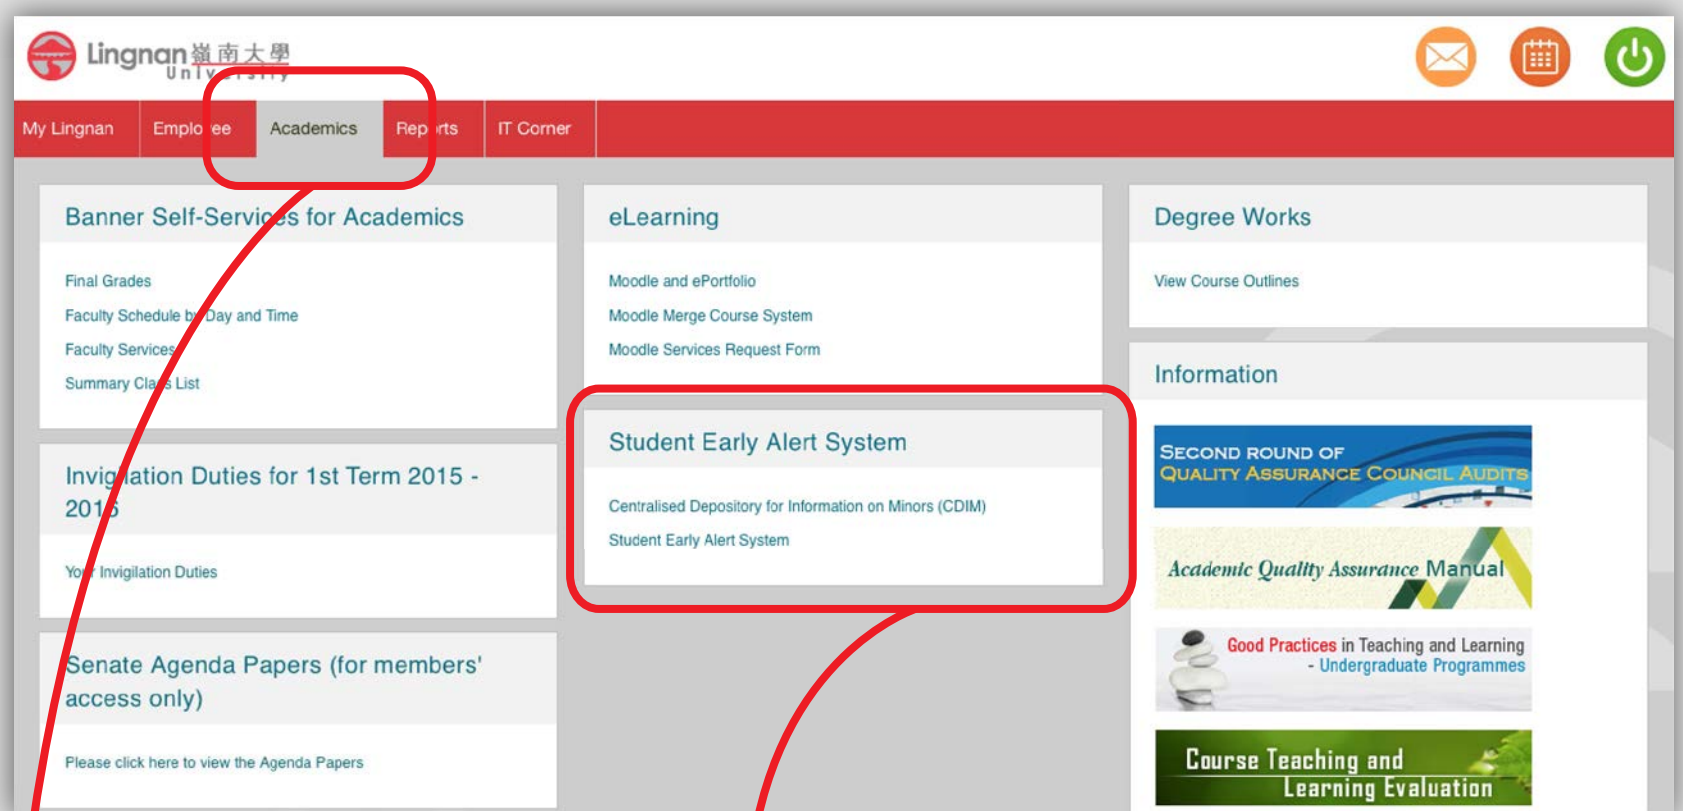 Lingnan 嶺南大學
University
My Lingnan
Employee
Academics
Reports
IT Corner
Banner Self-Services for Academics
Final Grades
Faculty Schedule by Day and Time
Faculty Services
Summary Class List
Invigilation Duties for 1st Term 2015 -
2016
Your Invigilation Duties
Senate Agenda Papers (for members'
access only)
Please click here to view the Agenda Papers
eLearning
Moodle and ePortfolio
Moodle Merge Course System
Moodle Services Request Form
Student Early Alert System
Centralised Depository for Information on Minors (CDIM)
Student Early Alert System
Degree Works
View Course Outlines
Information
SECOND ROUND OF
QUALITY ASSURANCE COUNCIL AUDITS
Academic Quality Assurance Manual
Good Practices in Teaching and Learning
- Undergraduate Programmes
Course Teaching and
Learning Evaluation